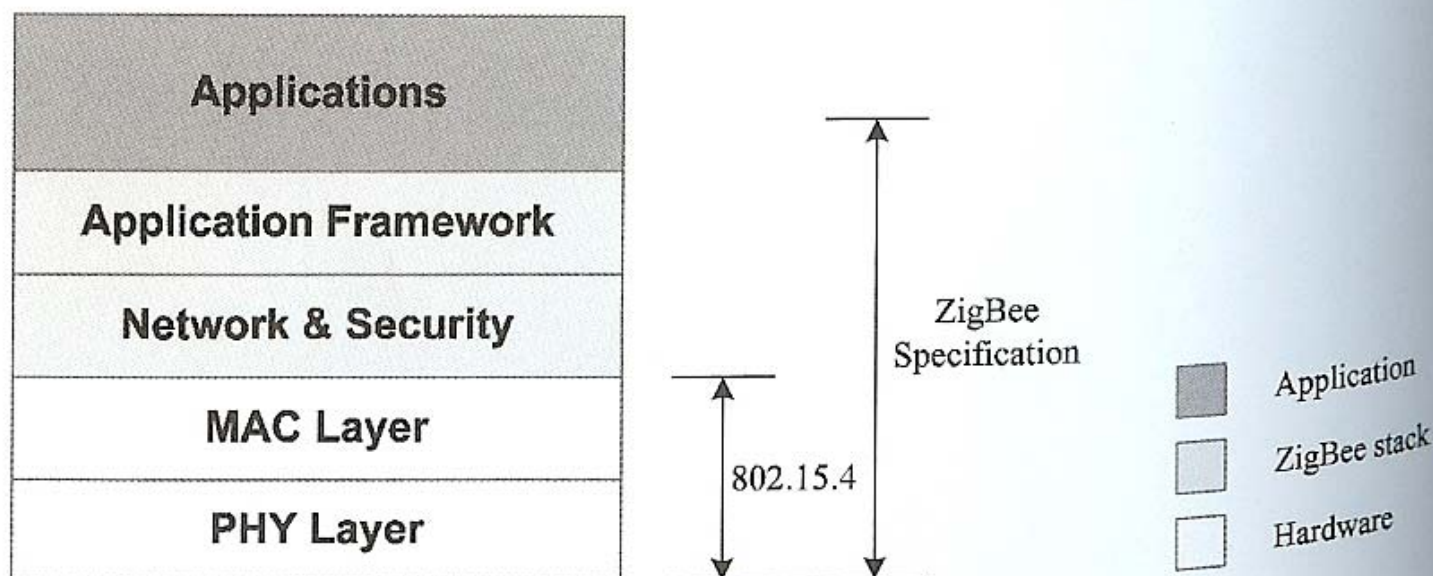 Applications
Application Framework
Network & Security
MAC Layer
PHY Layer
802.15.4
ZigBee
Specification
Application
ZigBee stack
Hardware